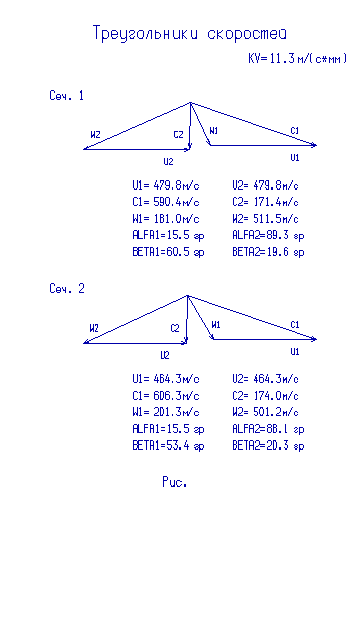 Треугольники скоростей
KV= 11.3 м/(с*мм)
Сеч. 1
W2 C2 W1 C1
U2 U1
U1= 479.8м/с U2= 479.8м/с
C1= 590.4м/с C2= 171.4м/с
W1= 181.0м/с W2= 511.5м/с
ALFA1=15.5 гр ALFA2=89.3 гр
BETA1=60.5 гр BETA2=19.6 гр
Сеч. 2
W2 C2 W1 C1
U2 U1
U1= 464.3м/с U2= 464.3м/с
C1= 606.3м/с C2= 174.0м/с
W1= 201.3м/с W2= 501.2м/с
ALFA1=15.5 гр ALFA2=88.1 гр
BETA1=53.4 гр BETA2=20.3 гр
Рис.